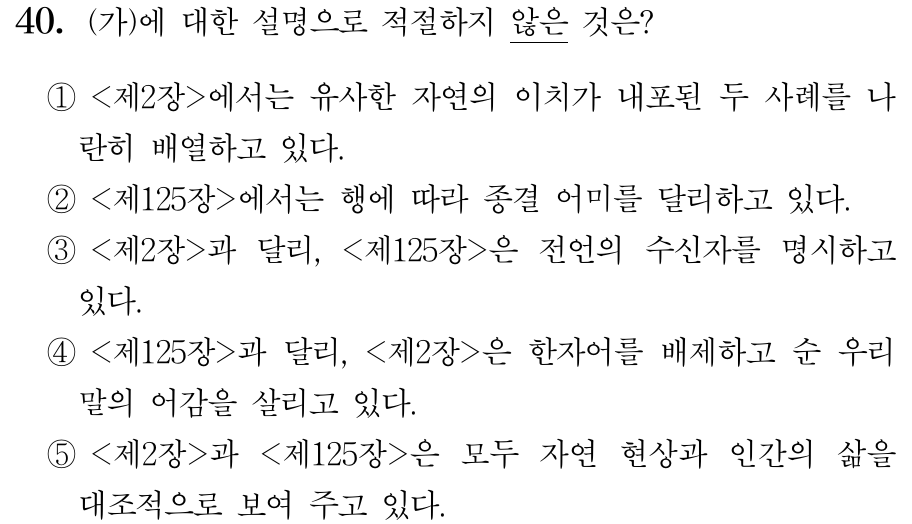 40. (가)에 대한 설명으로 적절하지 않은 것은?
① <제2장>에서는 유사한 자연의 이치가 내포된 두 사례를 나
란히 배열하고 있다.
② <제125장>에서는 행에 따라 종결 어미를 달리하고 있다.
③ <제2장>과 달리, <제125장>은 전언의 수신자를 명시하고
있다.
④ <제125장>과 달리, <제2장>은 한자어를 배제하고 순 우리
말의 어감을 살리고 있다.
⑤ <제2장>과 <제125장>은 모두 자연 현상과 인간의 삶을
대조적으로 보여 주고 있다.